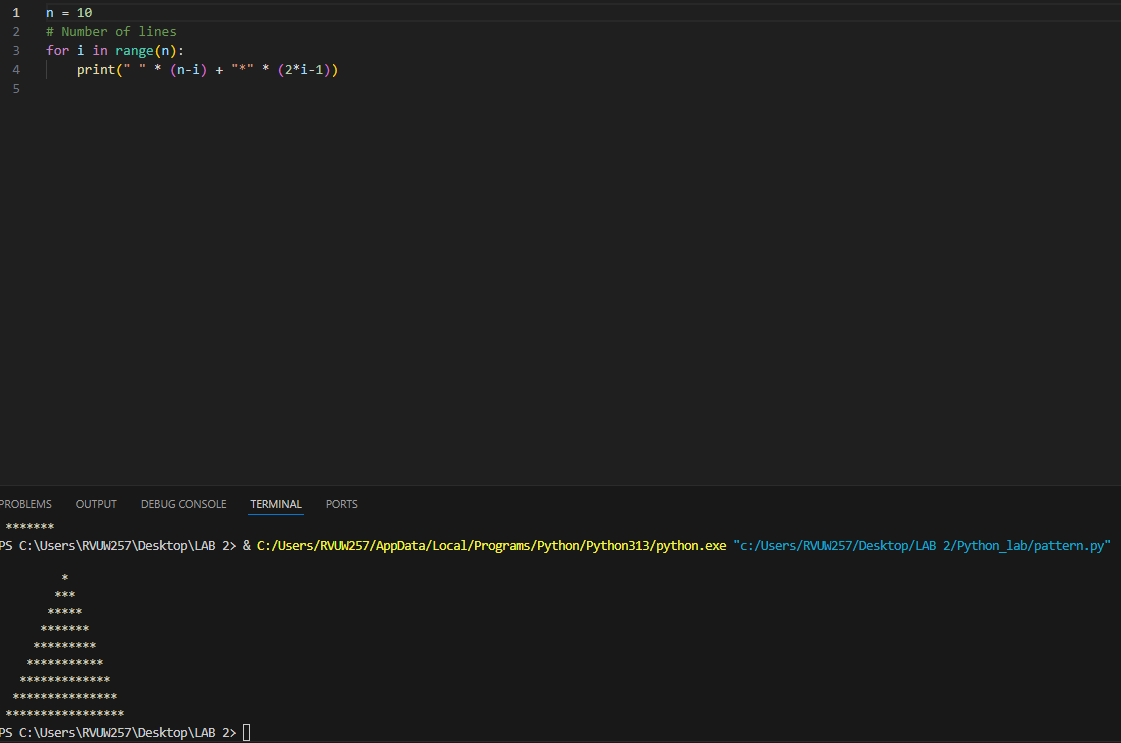 1 n = 10
2 # Number of lines
3 for i in range(n):
4     print(" " * (n-i) + "*" * (2*i-1))
5
PROBLEMS OUTPUT DEBUG CONSOLE TERMINAL PORTS
*******
PS C:\Users\RVUW257\Desktop\LAB 2> & C:/Users/RVUW257/AppData/Local/Programs/Python/Python313/python.exe "c:/Users/RVUW257/Desktop/LAB 2/Python_lab/pattern.py"
         *
        ***
       *****
      *******
     *********
    ***********
   *************
  ***************
 *****************
PS C:\Users\RVUW257\Desktop\LAB 2>